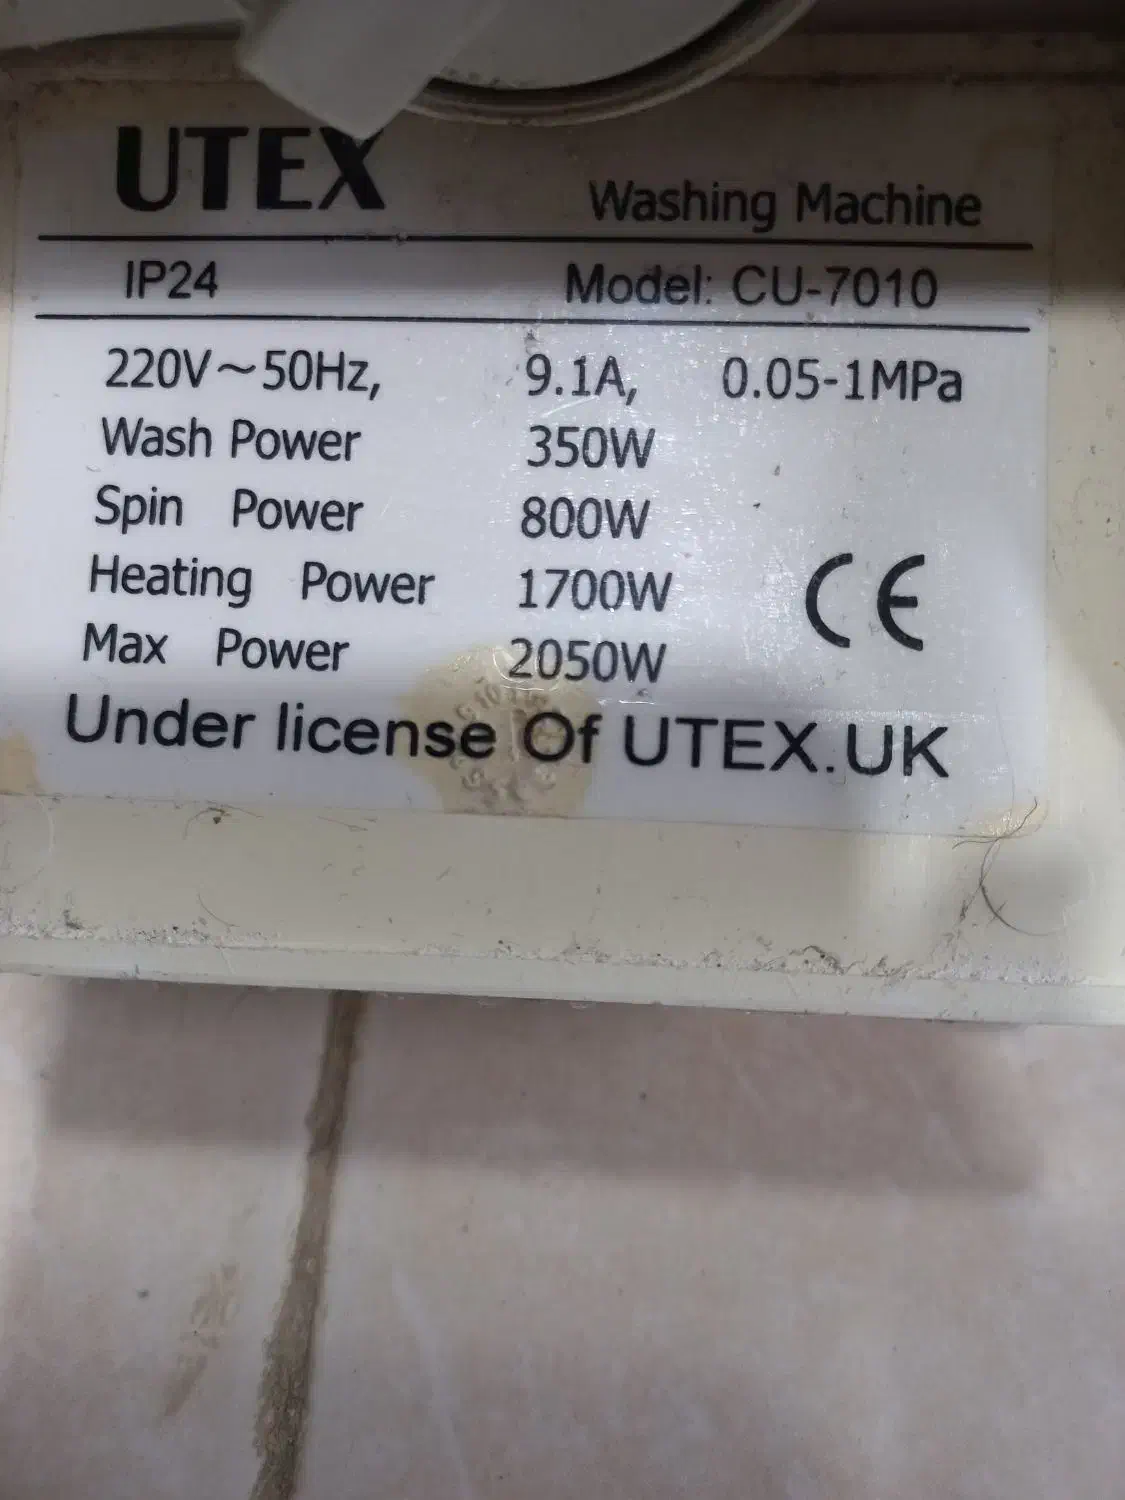 UTEX
Washing Machine
IP24 Model: CU-7010
220V~50Hz, 9.1A, 0.05-1MPa
Wash Power 350W
Spin Power 800W
Heating Power 1700W
Max Power 2050W
CE
Under license Of UTEX.UK